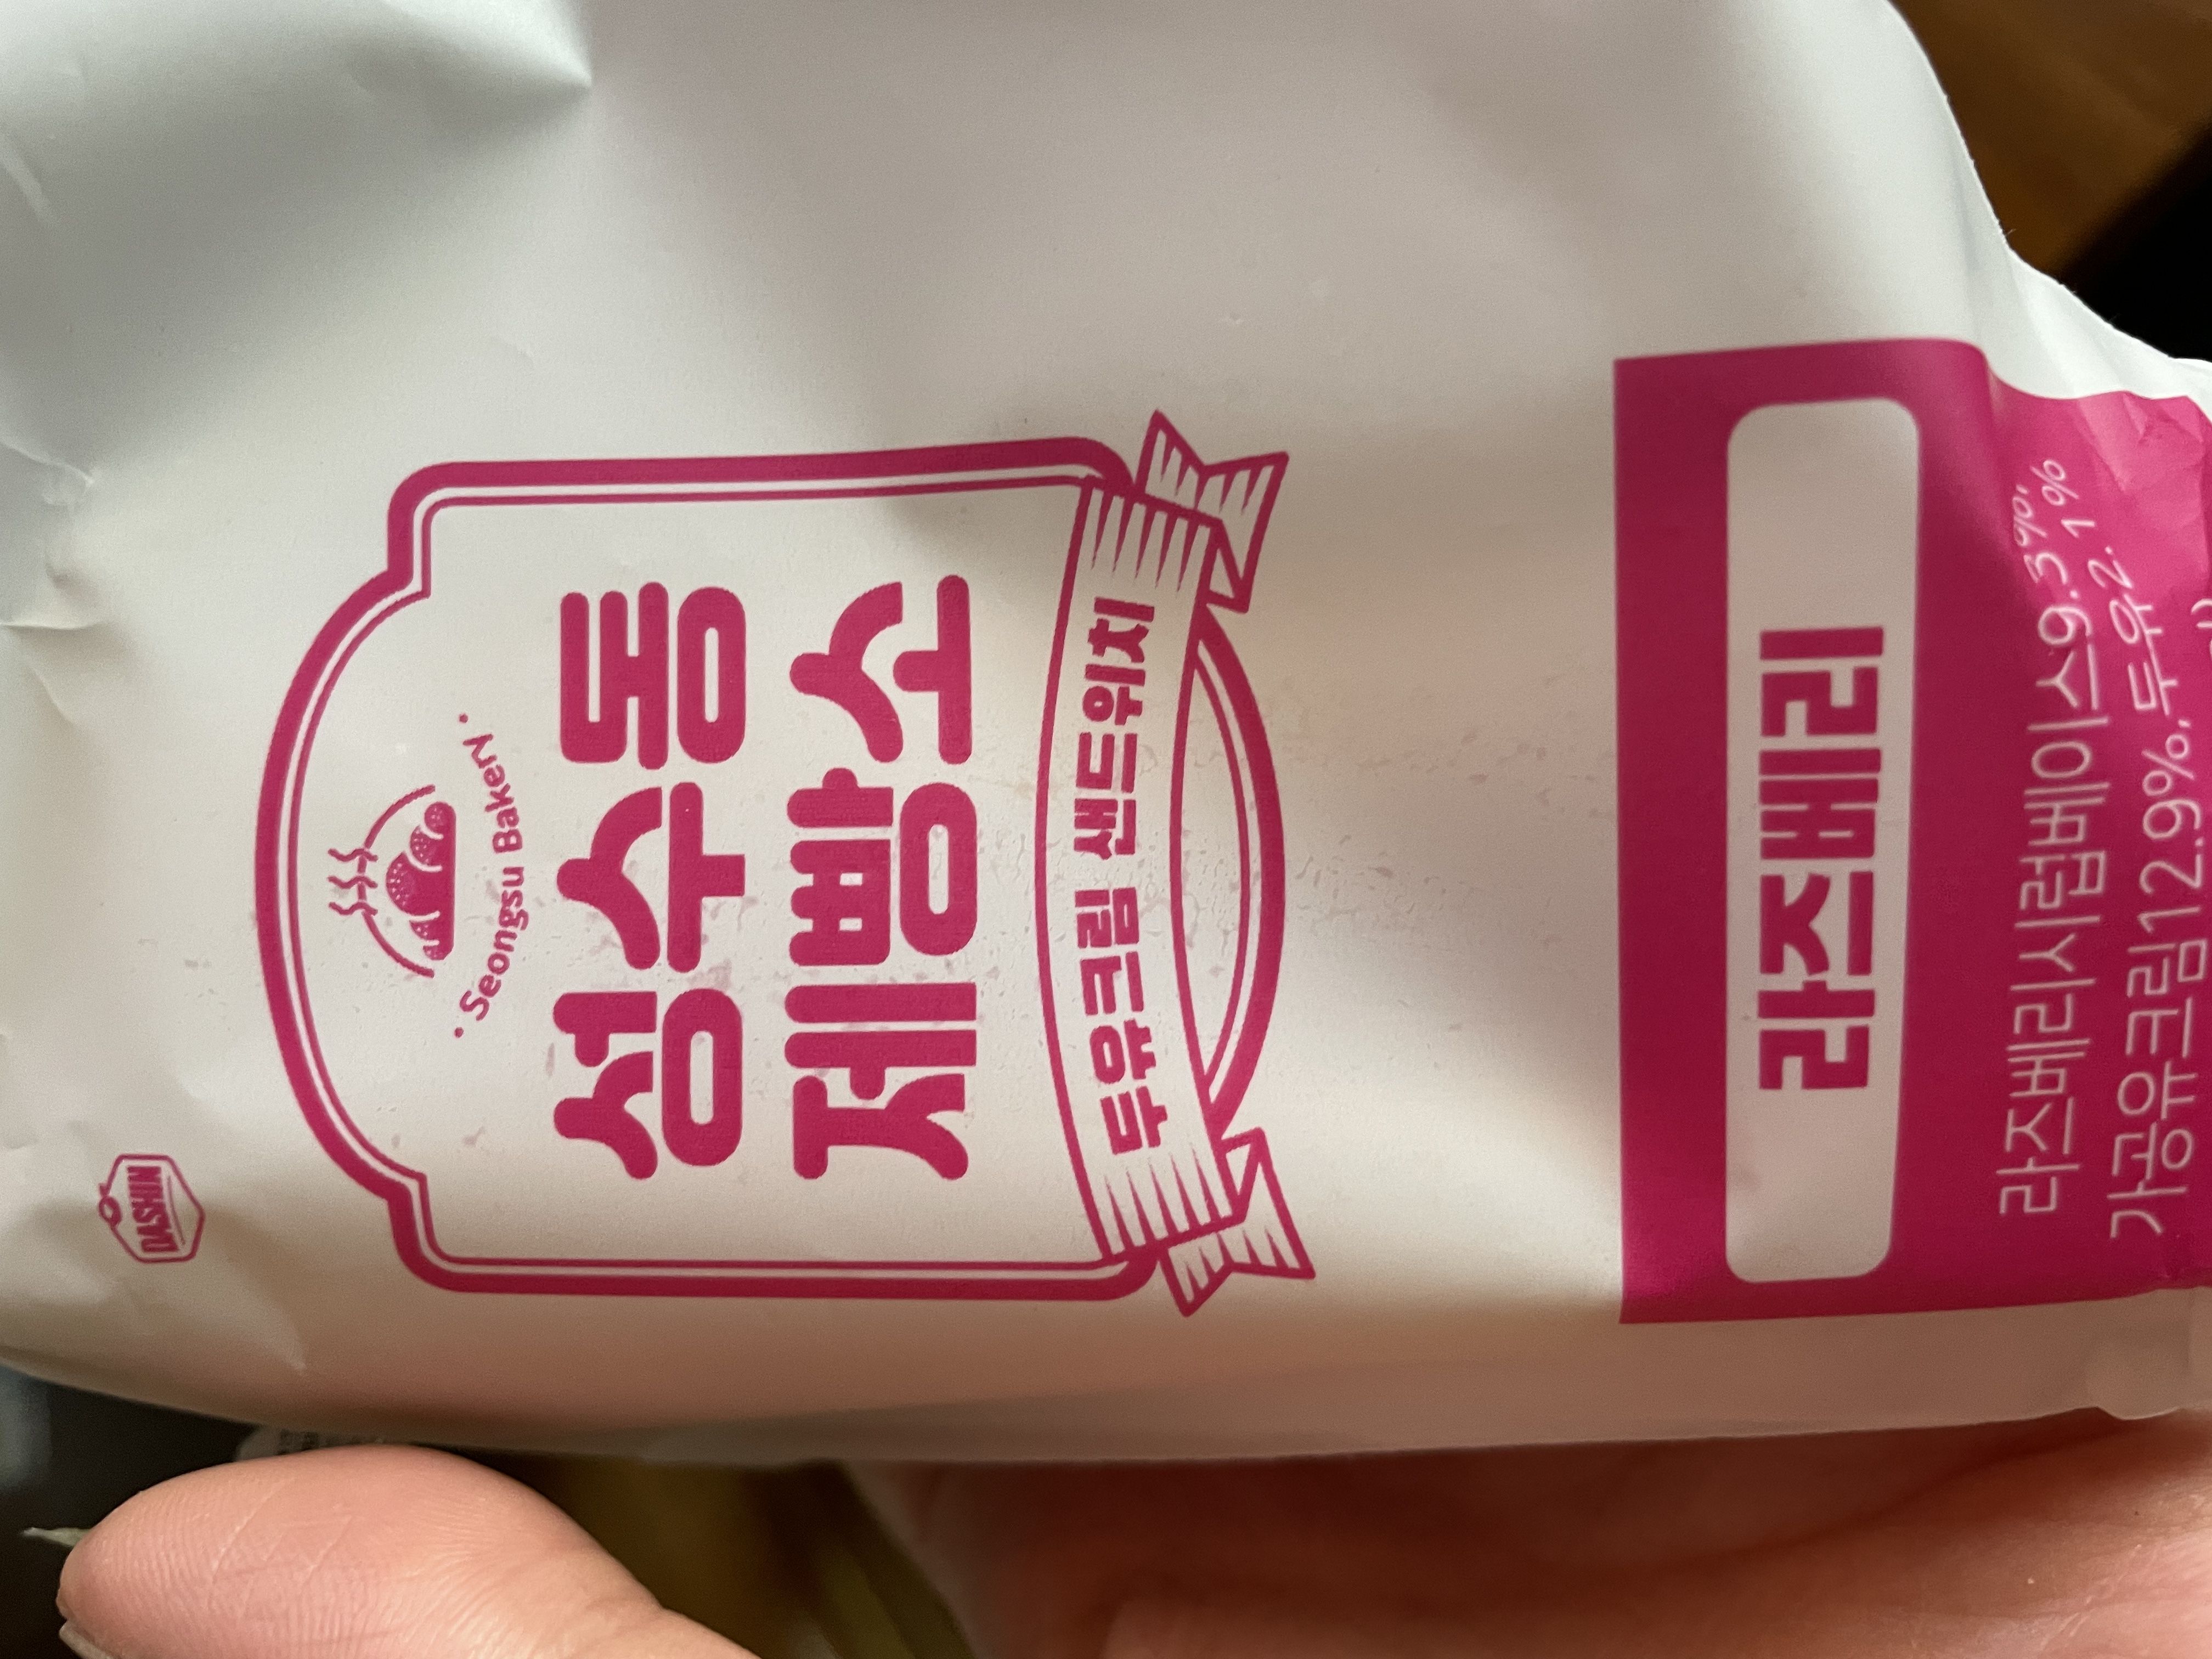 DASHIN
Seongsu Bakery
성수동
제빵소
두유크림 샌드위치
라즈베리
라즈베리시럽베이스9.3%,
가공유크림12.9%, 두유2.1%